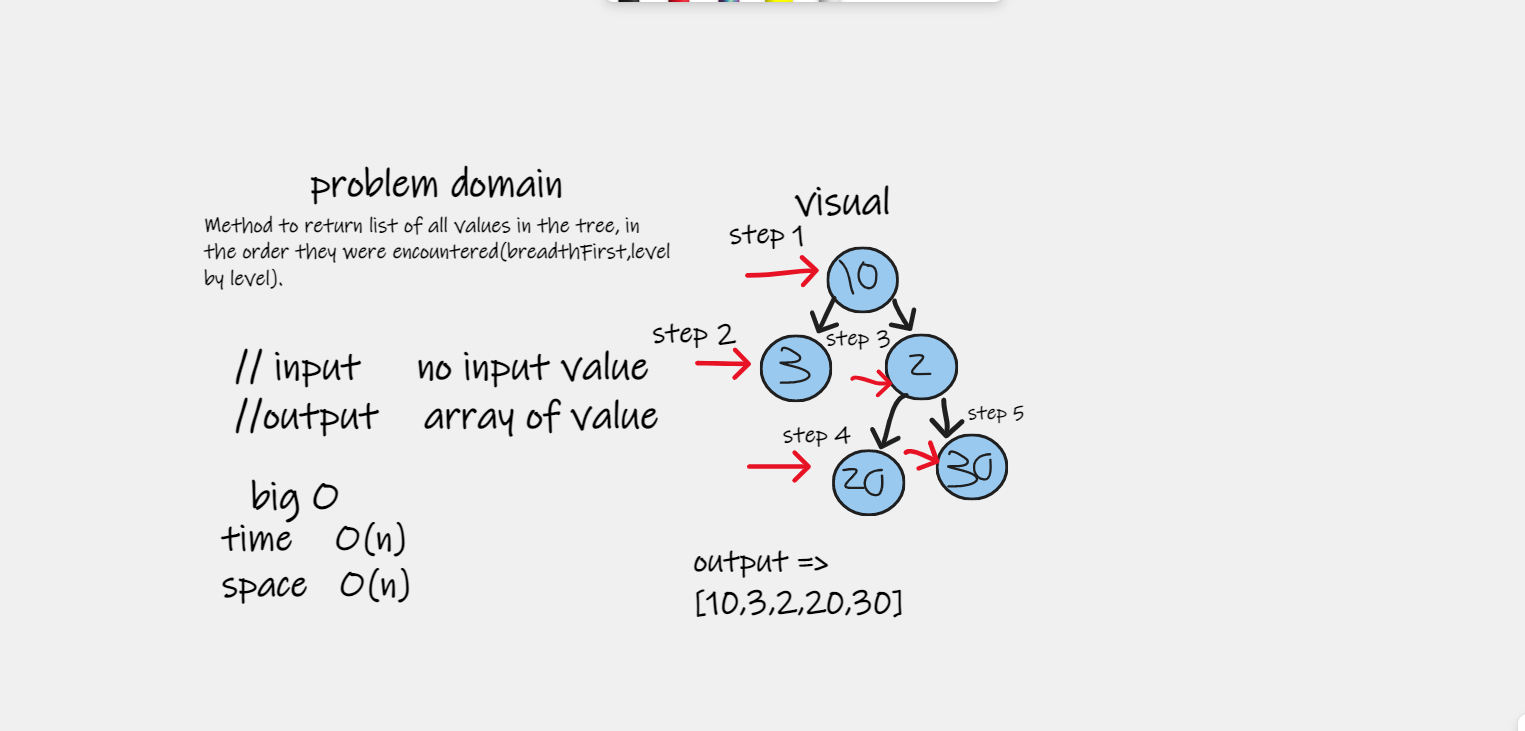 problem domain
Method to return list of all values in the tree, in
the order they were encountered(breadthFirst,level
by level).
// input no input value
//output array of value
big O
time O(n)
space O(n)
visual
step 1
10
step 2
3
step 3
2
step 4
20
step 5
30
output =>
[10,3,2,20,30]